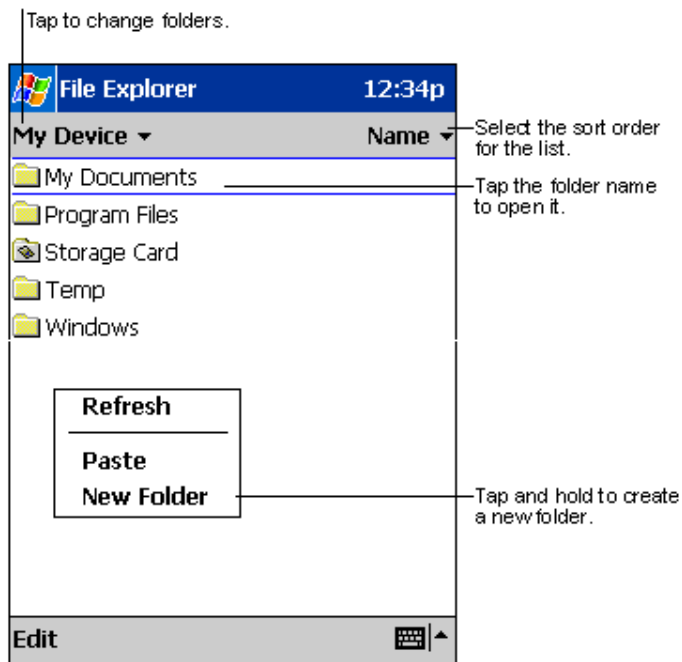 Tap to change folders.
File Explorer 12:34p
My Device Name
Select the sort order
for the list.
My Documents
Tap the folder name
to open it.
Program Files
Storage Card
Temp
Windows
Refresh
Paste
New Folder
Tap and hold to create
a new folder.
Edit